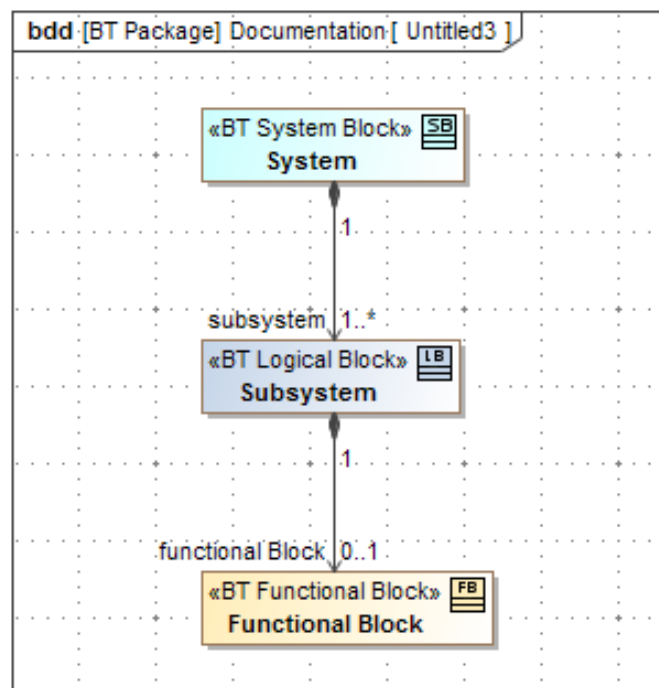 bdd [BT Package] Documentation [ Untitled3 ]
«BT System Block» SB
System
1
subsystem 1..*
«BT Logical Block» LB
Subsystem
1
functional Block 0..1
«BT Functional Block» FB
Functional Block